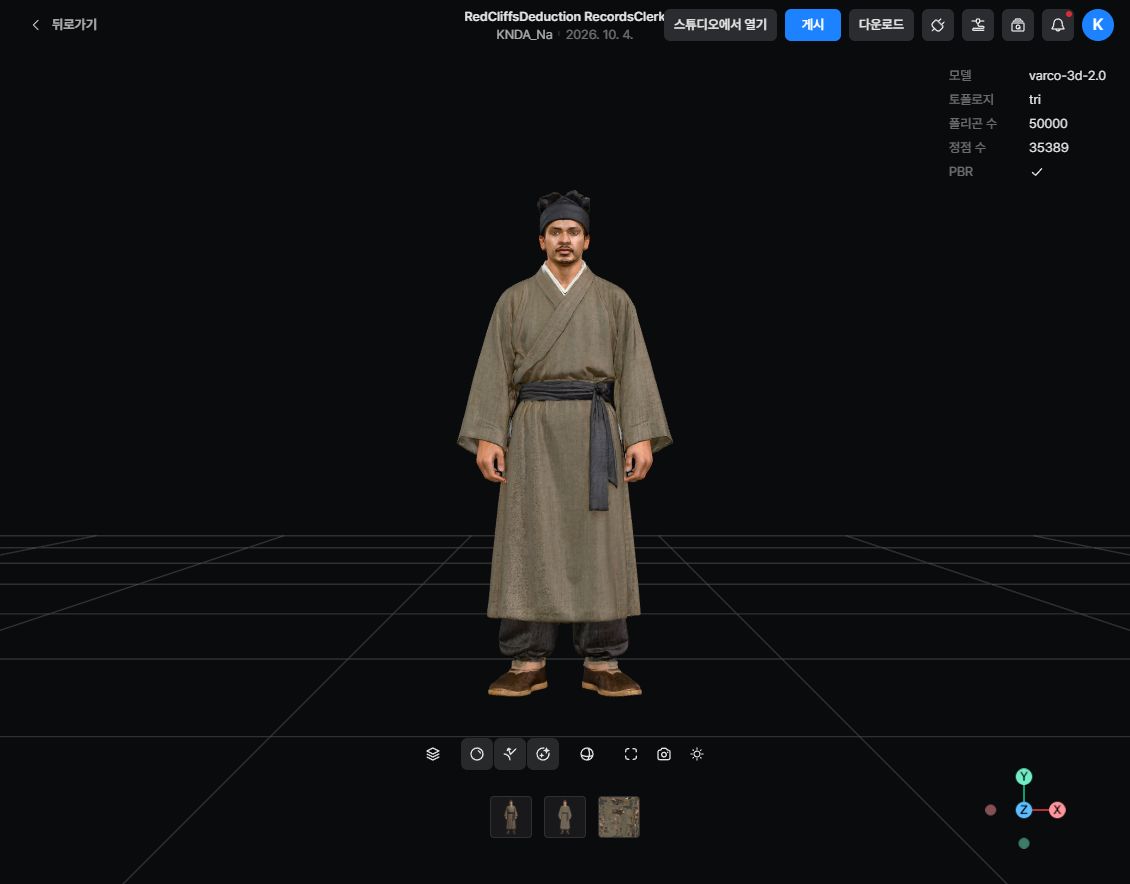 뒤로가기
RedCliffsDeduction RecordsClerk
KNDA_Na
2026. 10. 4.
스튜디오에서 열기
게시
다운로드
K
모델 varco-3d-2.0
토폴로지 tri
폴리곤 수 50000
정점 수 35389
PBR
Y
Z
X